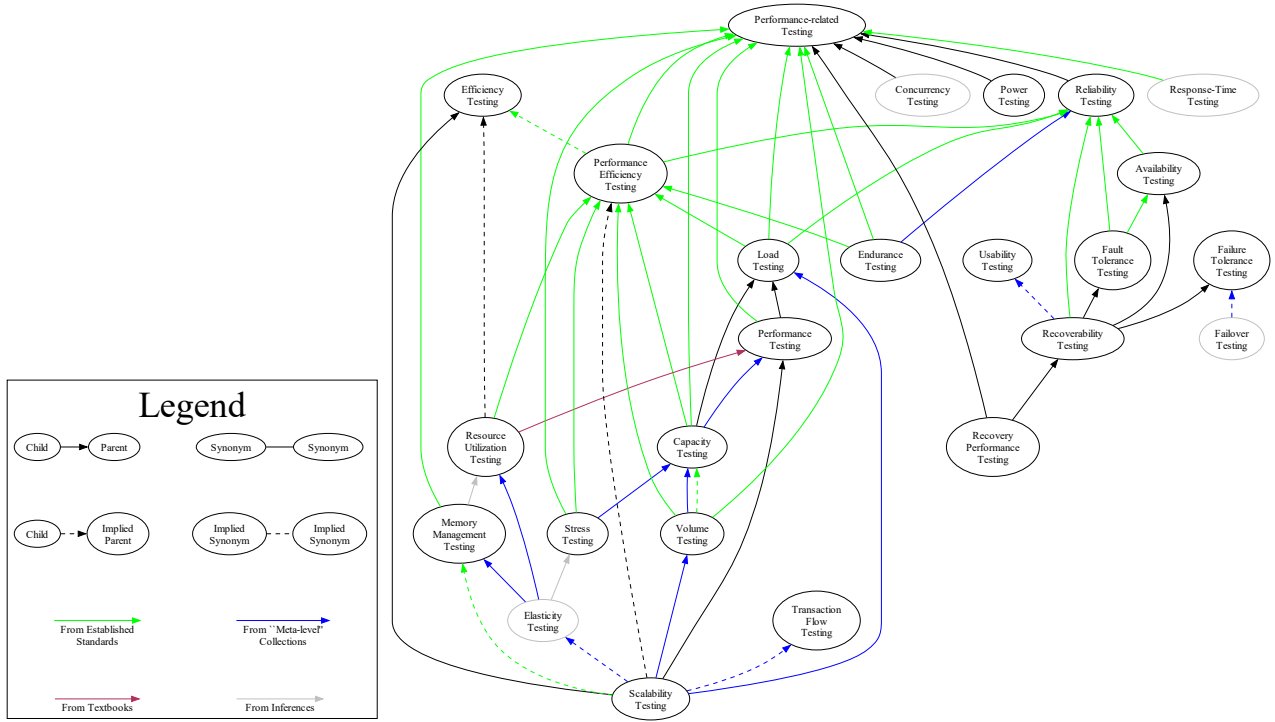 Performance-related
Testing
Efficiency
Testing
Concurrency
Testing
Power
Testing
Reliability
Testing
Response-Time
Testing
Performance
Efficiency
Testing
Availability
Testing
Load
Testing
Endurance
Testing
Usability
Testing
Fault
Tolerance
Testing
Failure
Tolerance
Testing
Performance
Testing
Recoverability
Testing
Failover
Testing
Legend
Child
Parent
Synonym
Synonym
Resource
Utilization
Testing
Capacity
Testing
Recovery
Performance
Testing
Child
Implied
Parent
Implied
Synonym
Implied
Synonym
Memory
Management
Testing
Stress
Testing
Volume
Testing
From Established
Standards
From ``Meta-level''
Collections
Elasticity
Testing
Transaction
Flow
Testing
From Textbooks
From Inferences
Scalability
Testing